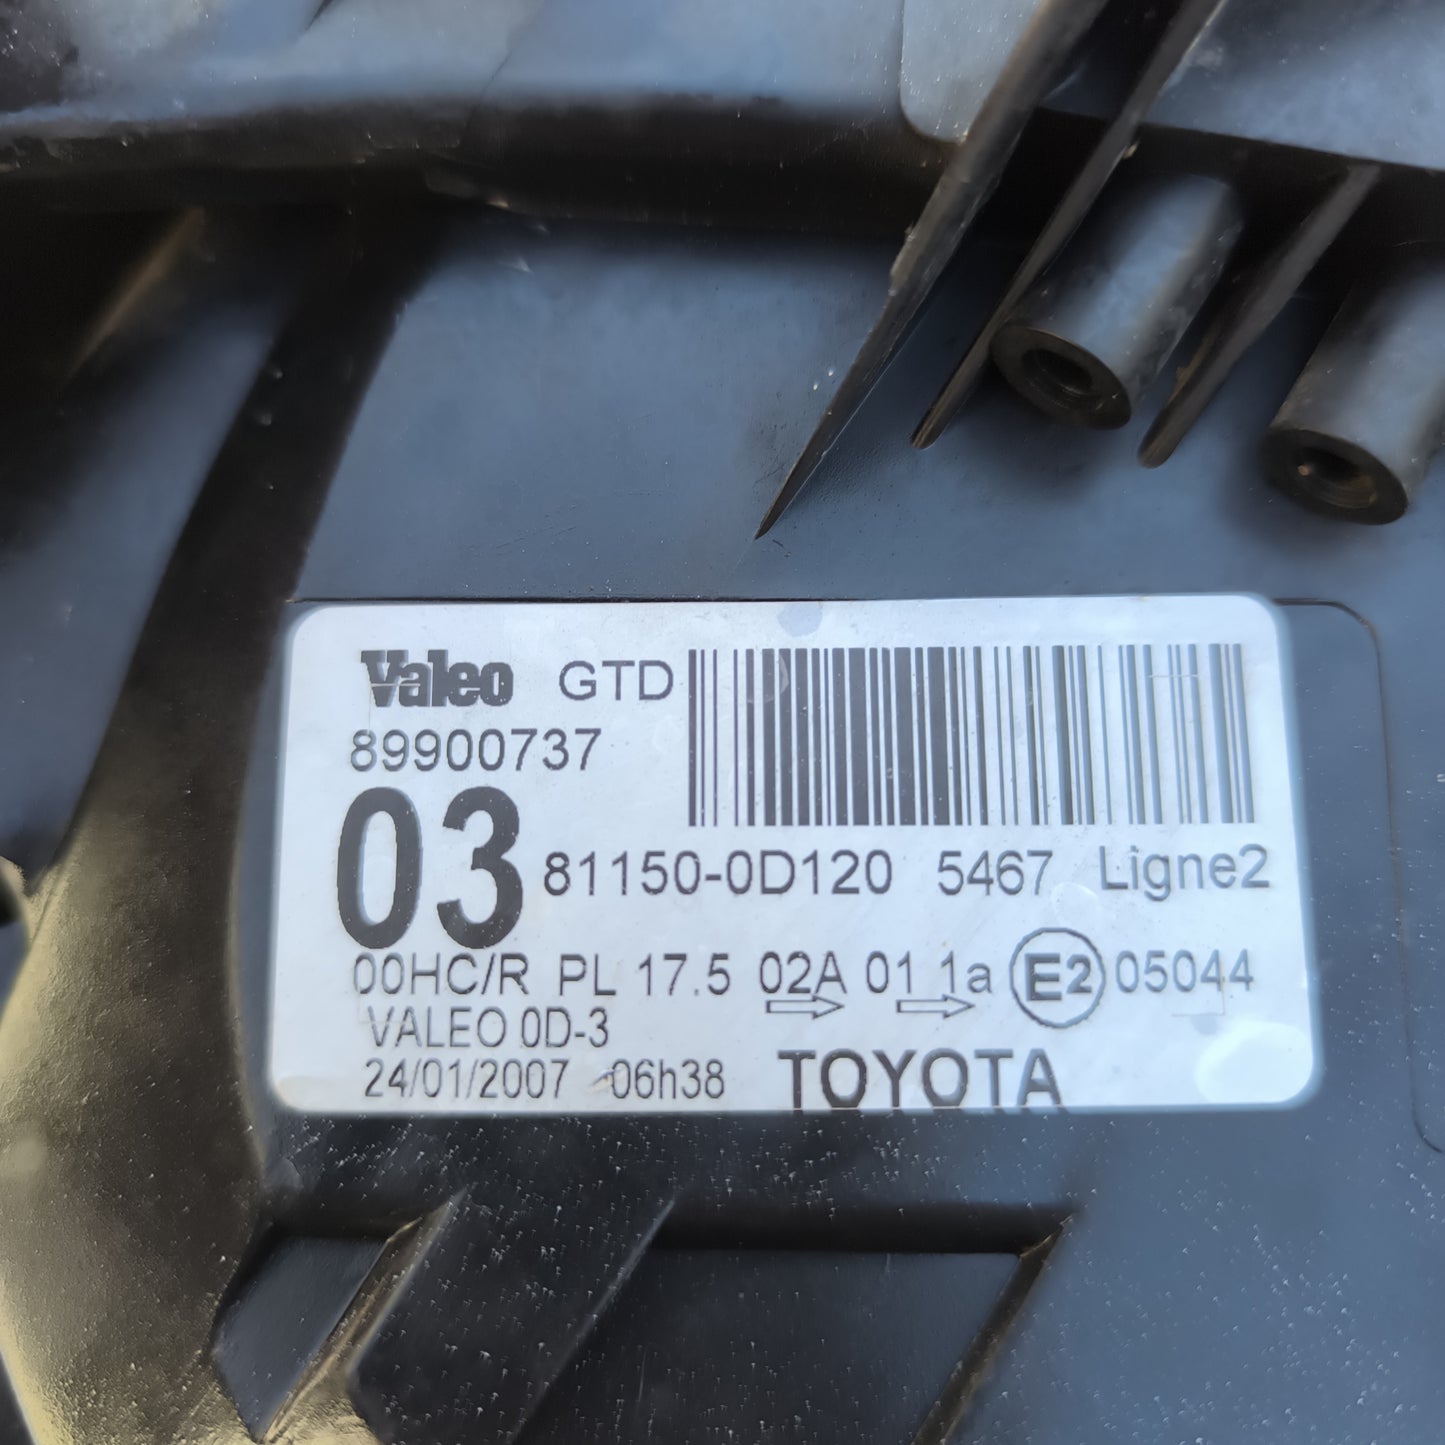 Valeo GTD
89900737
03 81150-0D120 5467 Ligne2
00HC/R PL 17.5 02A 01 1a E2 05044
VALEO 0D-3
24/01/2007 06h38 TOYOTA